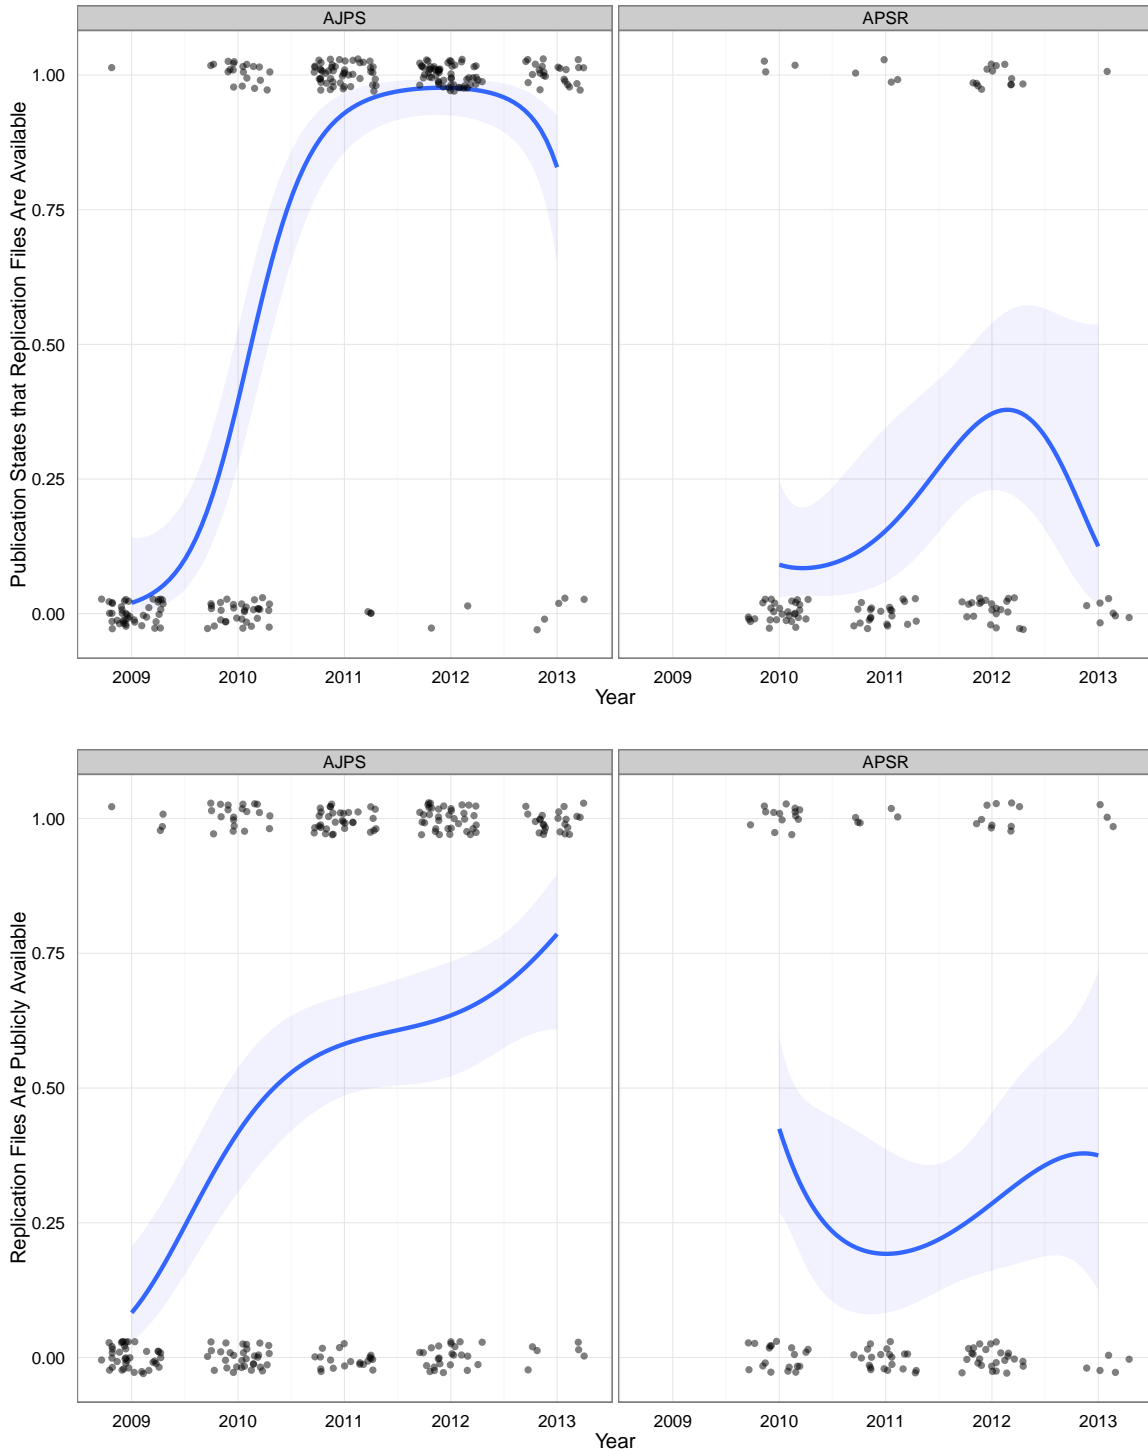 AJPS APSR
Publication States that Replication Files Are Available
1.00
0.75
0.50
0.25
0.00
2009 2010 2011 2012 2013 2009 2010 2011 2012 2013
Year
AJPS APSR
Replication Files Are Publicly Available
1.00
0.75
0.50
0.25
0.00
2009 2010 2011 2012 2013 2009 2010 2011 2012 2013
Year